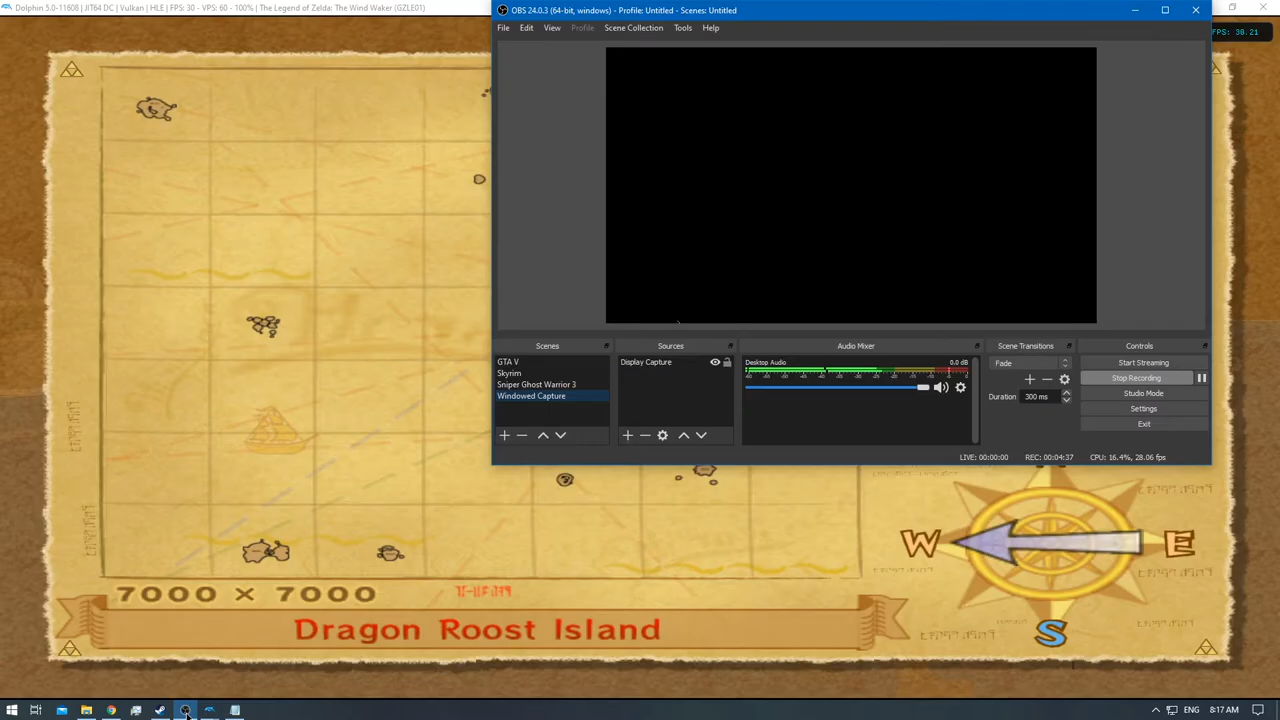 Dolphin 5.0-11608 | JIT64 DC | Vulkan | HLE | FPS: 30 - VPS: 60 - 100% | The Legend of Zelda: The Wind Waker (GZLE01)
OBS 24.0.3 (64-bit, windows) - Profile: Untitled - Scenes: Untitled
File Edit View Profile Scene Collection Tools Help
FPS: 30.21
Scenes Sources Audio Mixer Scene Transitions Controls
GTA V
Skyrim
Sniper Ghost Warrior 3
Windowed Capture
Display Capture
Desktop Audio 0.0 dB
Fade
Duration 300 ms
Start Streaming
Stop Recording
Studio Mode
Settings
Exit
LIVE: 00:00:00 REC: 00:04:37 CPU: 16.4%, 28.06 fps
W E
S
7000 × 7000
Dragon Roost Island
ENG 8:17 AM